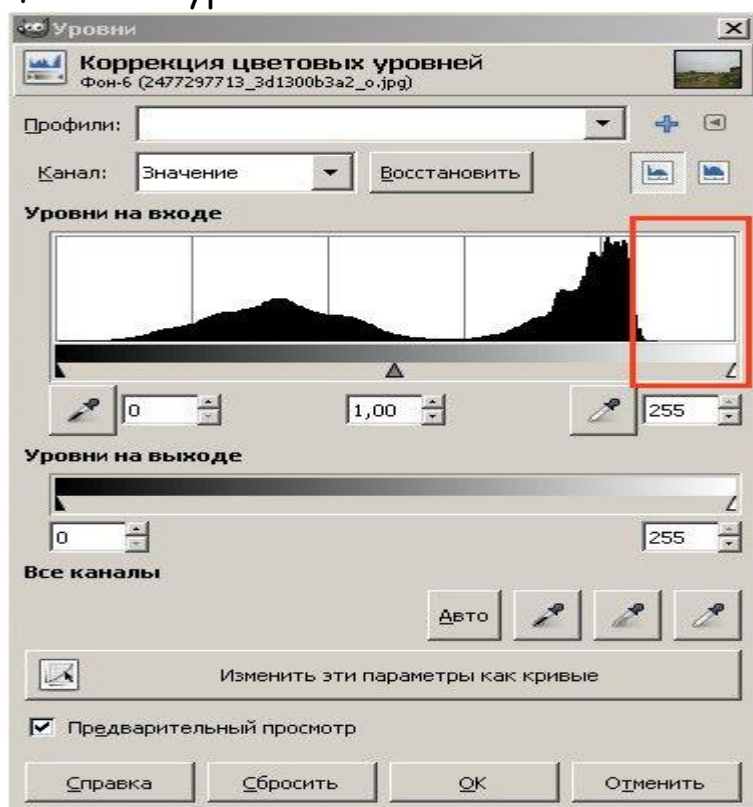 Уровни
Коррекция цветовых уровней
Фон-6 (2477297713_3d1300b3a2_o.jpg)
Профили:
Канал: Значение Восстановить
Уровни на входе
0 1,00 255
Уровни на выходе
0 255
Все каналы
Авто
Изменить эти параметры как кривые
Предварительный просмотр
Справка Сбросить OK Отменить